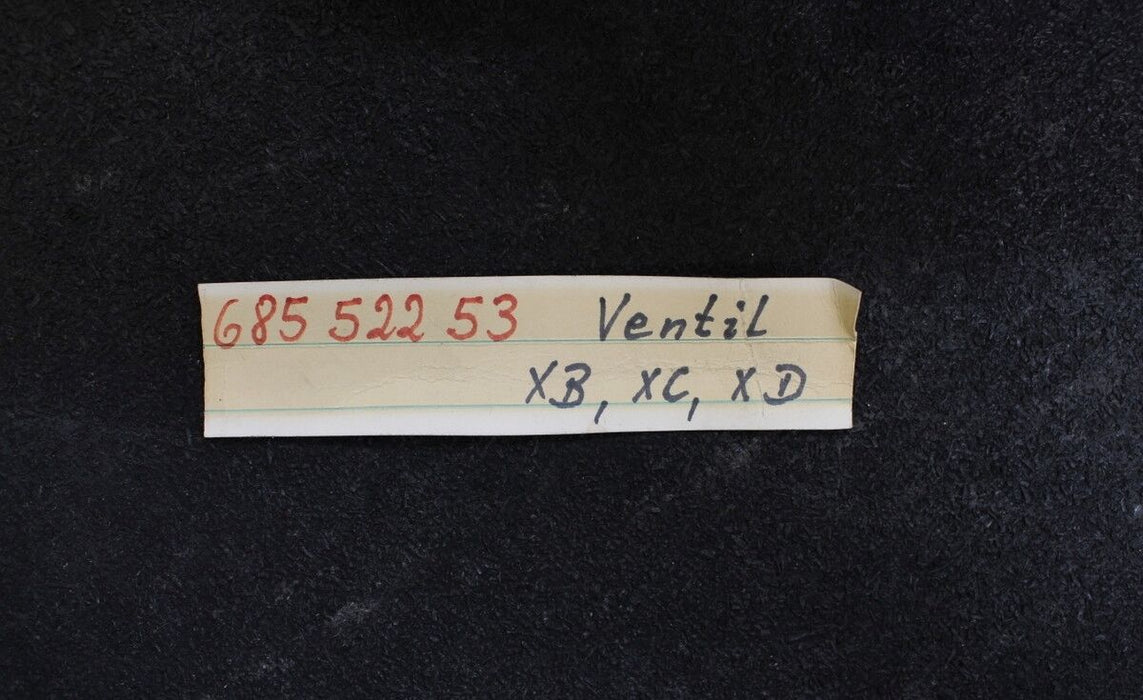 685 522 53 Ventil
XB, XC, XD